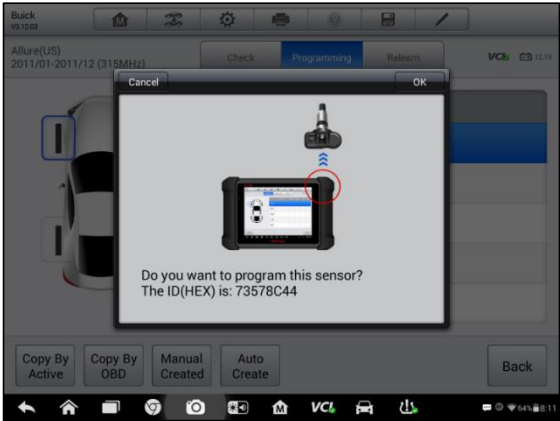 Buick
V3.12.03
Allure(US)
2011/01-2011/12 (315MHz)
Check
Programming
Relearn
VCI
12.1V
Cancel
OK
Do you want to program this sensor?
The ID(HEX) is: 73578C44
Copy By
Active
Copy By
OBD
Manual
Created
Auto
Create
Back
M
VCI
64%
8:11